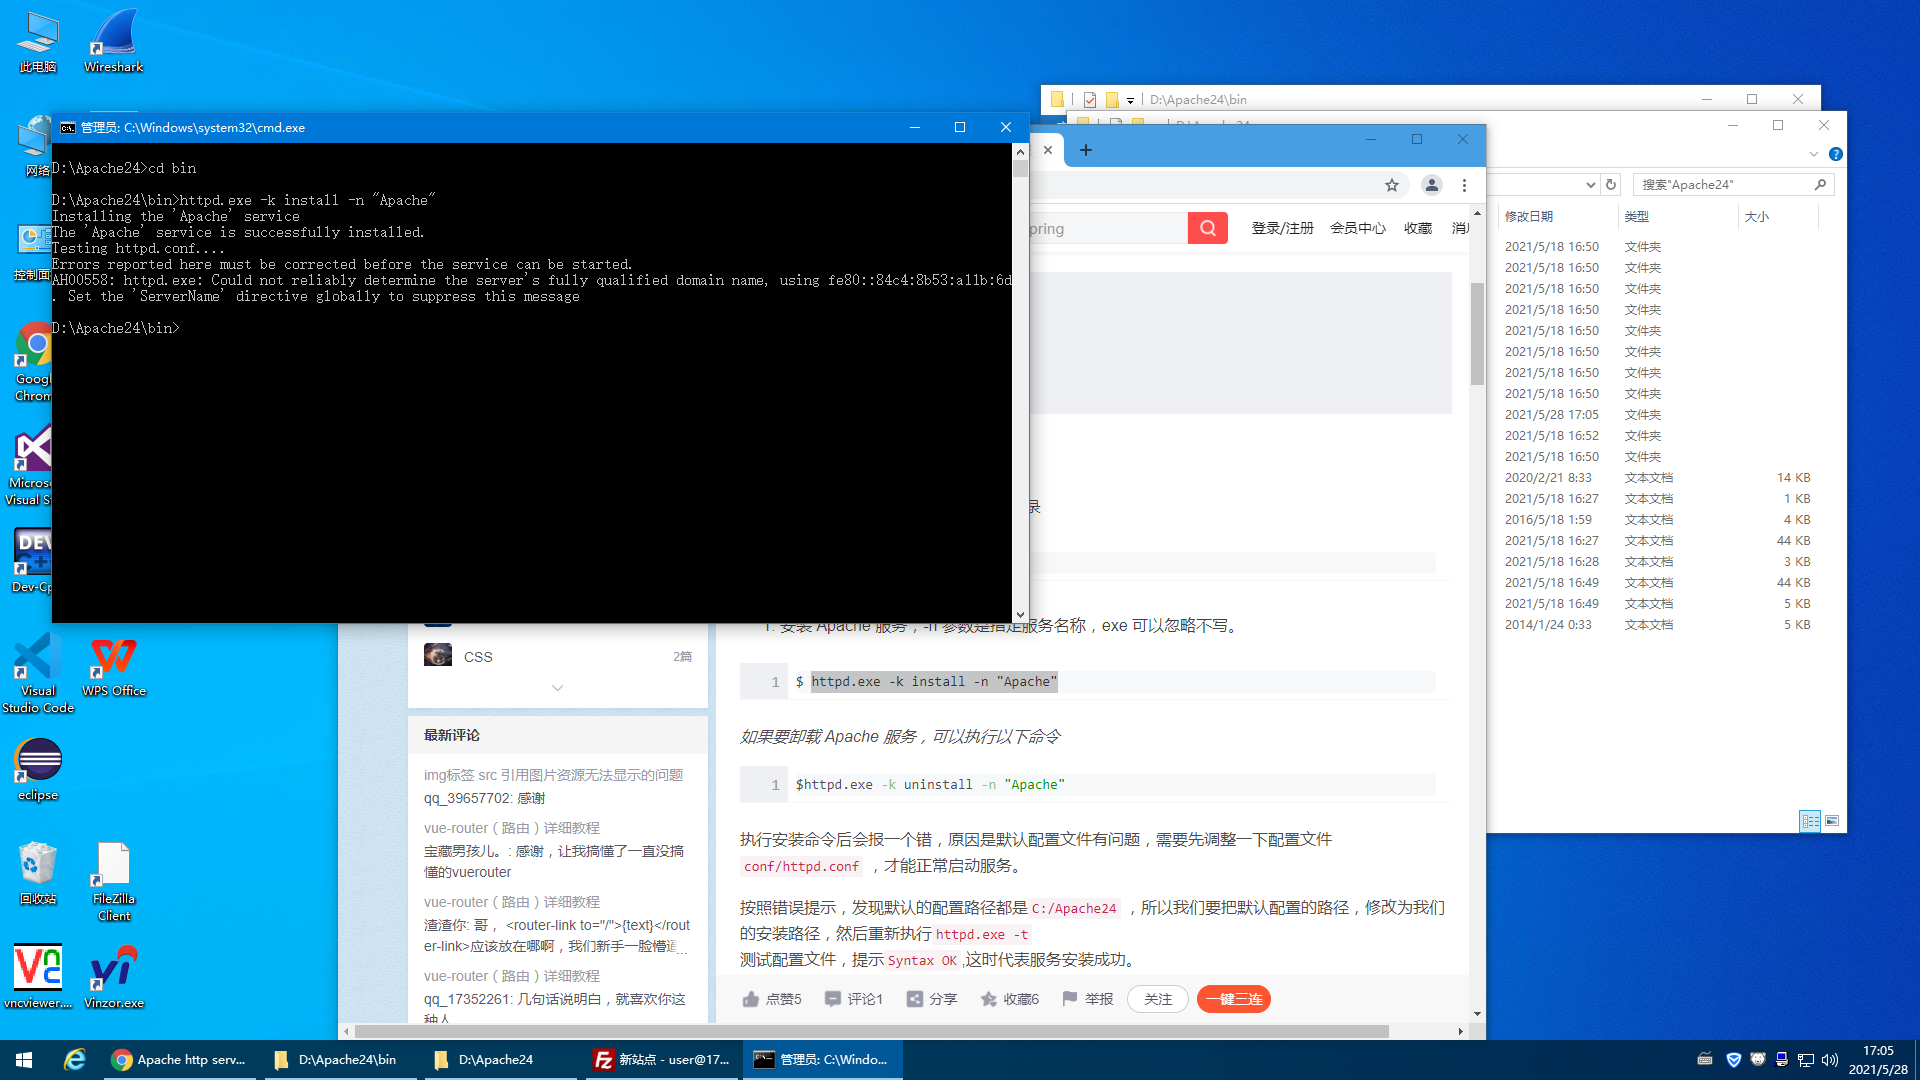 此电脑
Wireshark
网络
控制面
Goog
Chrom
Micros
Visual S
Dev-Cp
Visual
Studio Code
WPS Office
eclipse
回收站
FileZilla
Client
vncviewer....
Vinzor.exe
管理员: C:\Windows\system32\cmd.exe
D:\Apache24>cd bin
D:\Apache24\bin>httpd.exe -k install -n "Apache"
Installing the 'Apache' service
The 'Apache' service is successfully installed.
Testing httpd.conf....
Errors reported here must be corrected before the service can be started.
AH00558: httpd.exe: Could not reliably determine the server's fully qualified domain name, using fe80::84c4:8b53:a11b:6d
. Set the 'ServerName' directive globally to suppress this message
D:\Apache24\bin>
D:\Apache24\bin
搜索"Apache24"
修改日期 类型 大小
2021/5/18 16:50 文件夹
2021/5/18 16:50 文件夹
2021/5/18 16:50 文件夹
2021/5/18 16:50 文件夹
2021/5/18 16:50 文件夹
2021/5/18 16:50 文件夹
2021/5/18 16:50 文件夹
2021/5/18 16:50 文件夹
2021/5/28 17:05 文件夹
2021/5/18 16:52 文件夹
2021/5/18 16:50 文件夹
2020/2/21 8:33 文本文档 14 KB
2021/5/18 16:27 文本文档 1 KB
2016/5/18 1:59 文本文档 4 KB
2021/5/18 16:27 文本文档 44 KB
2021/5/18 16:28 文本文档 3 KB
2021/5/18 16:49 文本文档 44 KB
2021/5/18 16:49 文本文档 5 KB
2014/1/24 0:33 文本文档 5 KB
pring 登录/注册 会员中心 收藏 消
录
1. 安装 Apache 服务，-n 参数是指定服务名称，exe 可以忽略不写。
1 $ httpd.exe -k install -n "Apache"
如果要卸载 Apache 服务，可以执行以下命令
1 $httpd.exe -k uninstall -n "Apache"
执行安装命令后会报一个错，原因是默认配置文件有问题，需要先调整一下配置文件
conf/httpd.conf ，才能正常启动服务。
按照错误提示，发现默认的配置路径都是 C:/Apache24 ，所以我们要把默认配置的路径，修改为我们
的安装路径，然后重新执行 httpd.exe -t
测试配置文件，提示 Syntax OK ,这时代表服务安装成功。
点赞5 评论1 分享 收藏6 举报 关注 一键三连
CSS 2篇
最新评论
img标签 src 引用图片资源无法显示的问题
qq_39657702: 感谢
vue-router（路由）详细教程
宝藏男孩儿。: 感谢，让我搞懂了一直没搞
懂的vuerouter
vue-router（路由）详细教程
渣渣你: 哥， <router-link to="/">{text}</rout
er-link>应该放在哪啊，我们新手一脸懵逼...
vue-router（路由）详细教程
qq_17352261: 几句话说明白，就喜欢你这
种人
Apache http serv...
D:\Apache24\bin
D:\Apache24
新站点 - user@17...
管理员: C:\Windo...
17:05
2021/5/28